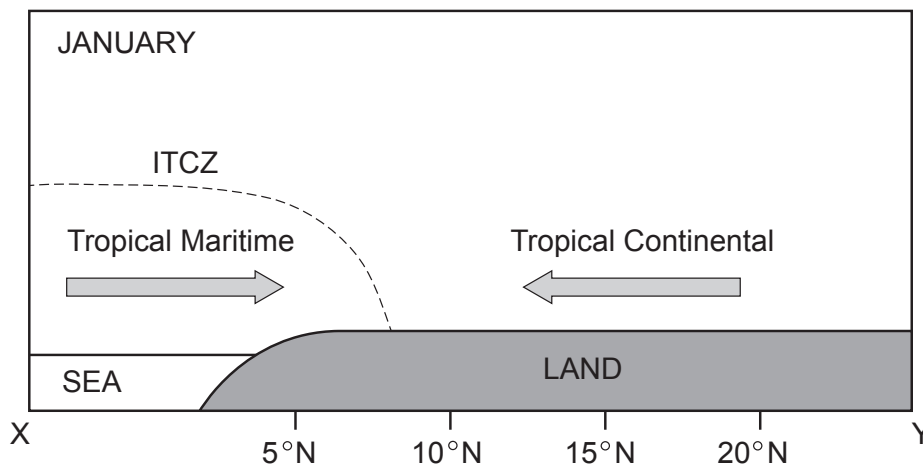 JANUARY
ITCZ
Tropical Maritime
Tropical Continental
SEA
LAND
X
Y
5°N
10°N
15°N
20°N